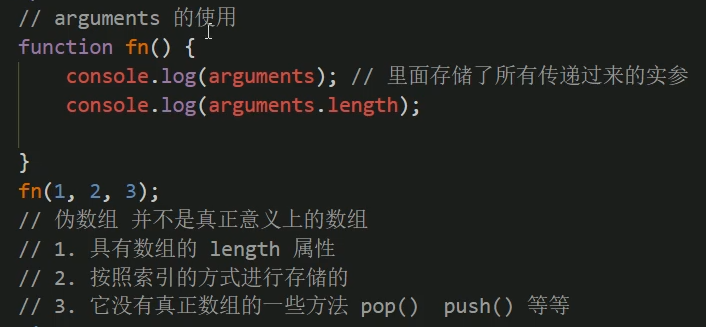 // arguments 的使用
function fn() {
console.log(arguments); // 里面存储了所有传递过来的实参
console.log(arguments.length);
}
fn(1, 2, 3);
// 伪数组 并不是真正意义上的数组
// 1. 具有数组的 length 属性
// 2. 按照索引的方式进行存储的
// 3. 它没有真正数组的一些方法 pop() push() 等等